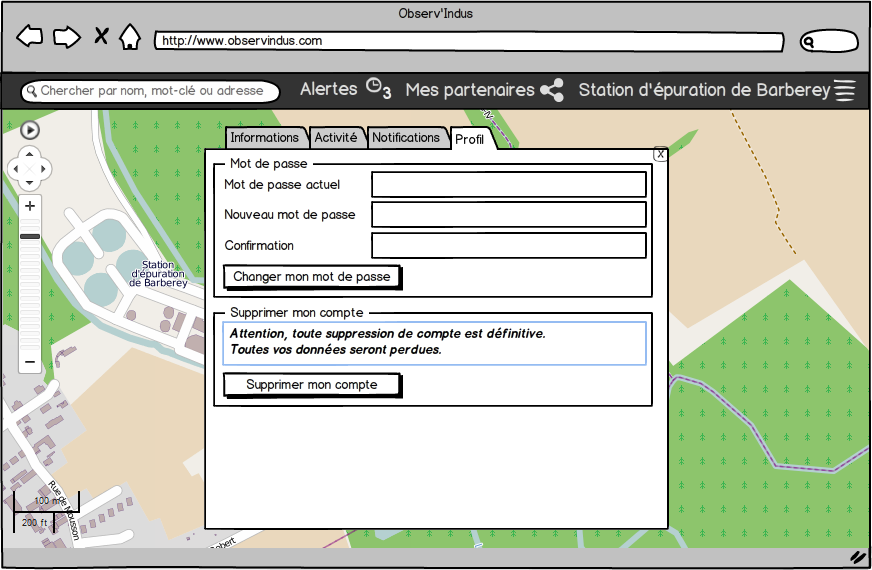 Observ'Indus
http://www.observindus.com
Chercher par nom, mot-clé ou adresse
Alertes 3
Mes partenaires
Station d'épuration de Barberey
Informations
Activité
Notifications
Profil
X
Mot de passe
Mot de passe actuel
Nouveau mot de passe
Confirmation
Changer mon mot de passe
Supprimer mon compte
Attention, toute suppression de compte est définitive.
Toutes vos données seront perdues.
Supprimer mon compte
Station
d'épuration
de Barberey
Rue de Mousson
100 m
200 ft